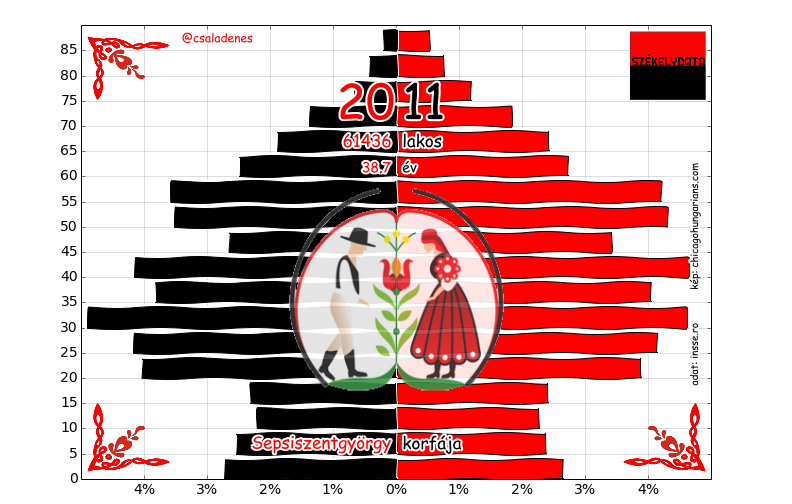 @csaladenes
SZÉKELYDATA
2011
61436 lakos
38.7 év
kép: chicagohungarians.com
adat: insse.ro
Sepsiszentgyörgy korfája
85
80
75
70
65
60
55
50
45
40
35
30
25
20
15
10
5
0
4% 3% 2% 1% 0% 1% 2% 3% 4%